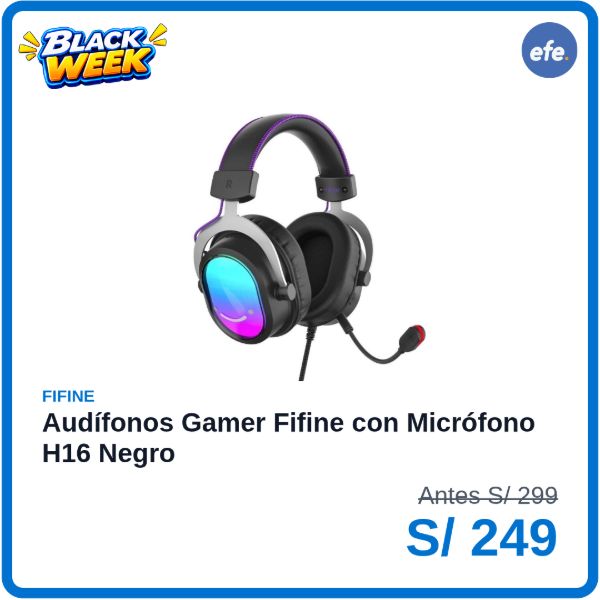 BLACK
WEEK
efe.
R
FIFINE
Audífonos Gamer Fifine con Micrófono
H16 Negro
Antes S/ 299
S/ 249